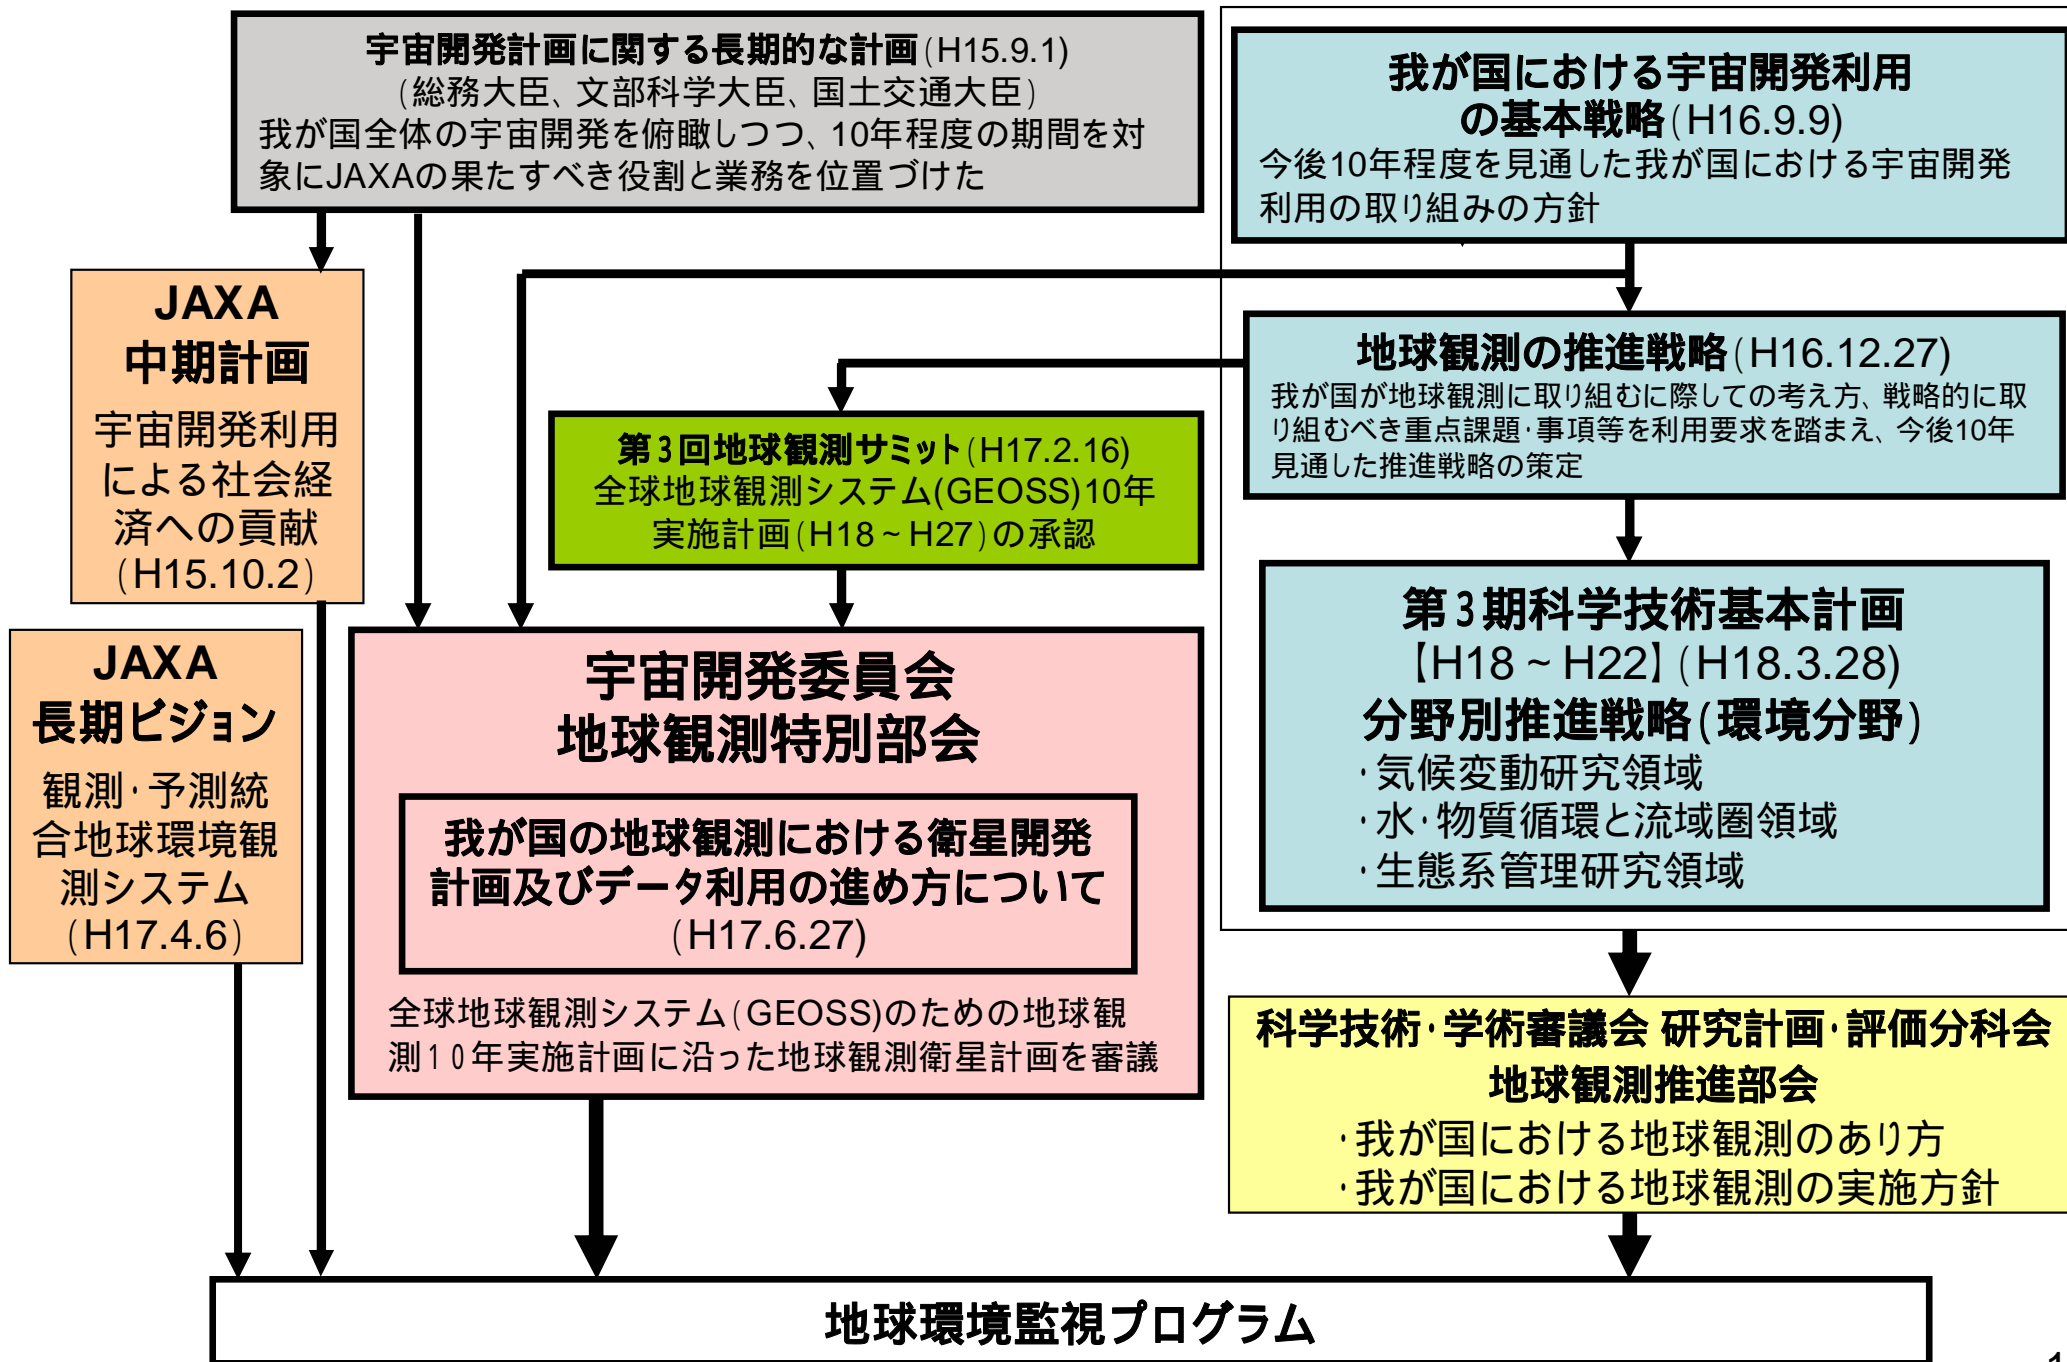 宇宙開発計画に関する長期的な計画(H15.9.1)
(総務大臣、文部科学大臣、国土交通大臣)
我が国全体の宇宙開発を俯瞰しつつ、10年程度の期間を対
象にJAXAの果たすべき役割と業務を位置づけた
我が国における宇宙開発利用
の基本戦略(H16.9.9)
今後10年程度を見通した我が国における宇宙開発
利用の取り組みの方針
JAXA
中期計画
宇宙開発利用
による社会経
済への貢献
(H15.10.2)
地球観測の推進戦略(H16.12.27)
我が国が地球観測に取り組むに際しての考え方、戦略的に取
り組むべき重点課題・事項等を利用要求を踏まえ、今後10年
見通した推進戦略の策定
第3回地球観測サミット(H17.2.16)
全球地球観測システム(GEOSS)10年
実施計画(H18~H27)の承認
第3期科学技術基本計画
【H18~H22】(H18.3.28)
分野別推進戦略(環境分野)
・気候変動研究領域
・水・物質循環と流域圏領域
・生態系管理研究領域
JAXA
長期ビジョン
観測・予測統
合地球環境観
測システム
(H17.4.6)
宇宙開発委員会
地球観測特別部会
我が国の地球観測における衛星開発
計画及びデータ利用の進め方について
(H17.6.27)
全球地球観測システム(GEOSS)のための地球観
測10年実施計画に沿った地球観測衛星計画を審議
科学技術・学術審議会 研究計画・評価分科会
地球観測推進部会
・我が国における地球観測のあり方
・我が国における地球観測の実施方針
地球環境監視プログラム